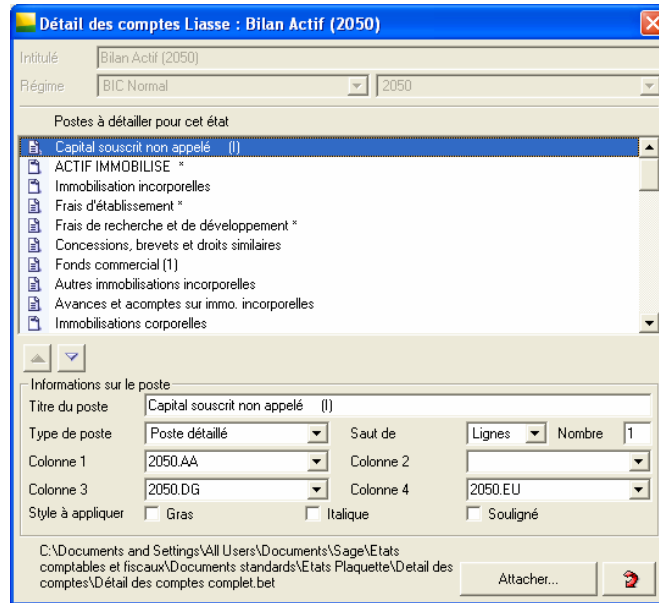 Détail des comptes Liasse : Bilan Actif (2050)
Intitulé Bilan Actif (2050)
Régime BIC Normal 2050
Postes à détailler pour cet état
Capital souscrit non appelé (I)
ACTIF IMMOBILISE *
Immobilisation incorporelles
Frais d'établissement *
Frais de recherche et de développement *
Concessions, brevets et droits similaires
Fonds commercial (1)
Autres immobilisations incorporelles
Avances et acomptes sur immo. incorporelles
Immobilisations corporelles
Informations sur le poste
Titre du poste Capital souscrit non appelé (I)
Type de poste Poste détaillé Saut de Lignes Nombre 1
Colonne 1 2050.AA Colonne 2
Colonne 3 2050.DG Colonne 4 2050.EU
Style à appliquer Gras Italique Souligné
C:\Documents and Settings\All Users\Documents\Sage\Etats
comptables et fiscaux\Documents standards\Etats Plaquette\Detail des
comptes\Détail des comptes complet.bet
Attacher...